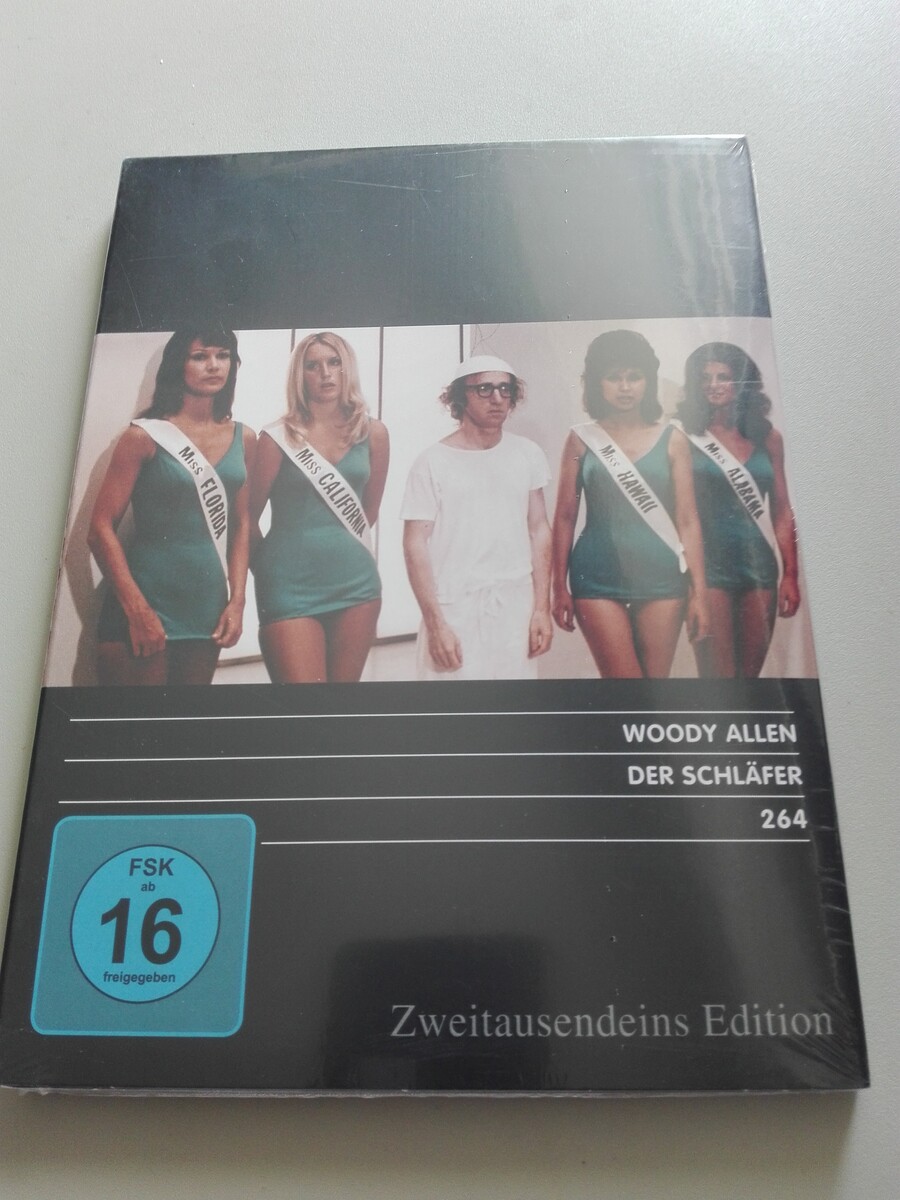 MISS FLORIDA
MISS CALIFORNIA
MISS HAWAII
MISS ALABAMA
WOODY ALLEN
DER SCHLÄFER
264
FSK
ab
16
freigegeben
Zweitausendeins Edition